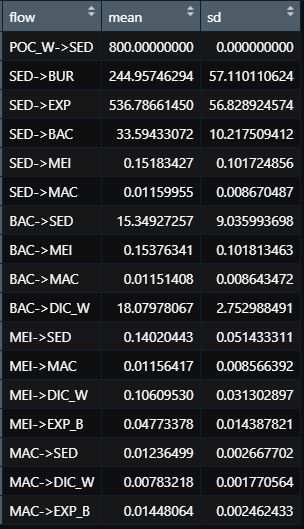 flow mean sd
POC_W->SED 800.00000000 0.000000000
SED->BUR 244.95746294 57.110110624
SED->EXP 536.78661450 56.828924574
SED->BAC 33.59433072 10.217509412
SED->MEI 0.15183427 0.101724856
SED->MAC 0.01159955 0.008670487
BAC->SED 15.34927257 9.035993698
BAC->MEI 0.15376341 0.101813463
BAC->MAC 0.01151408 0.008643472
BAC->DIC_W 18.07978067 2.752988491
MEI->SED 0.14020443 0.051433311
MEI->MAC 0.01156417 0.008566392
MEI->DIC_W 0.10609530 0.031302897
MEI->EXP_B 0.04773378 0.014387821
MAC->SED 0.01236499 0.002667702
MAC->DIC_W 0.00783218 0.001770564
MAC->EXP_B 0.01448064 0.002462433